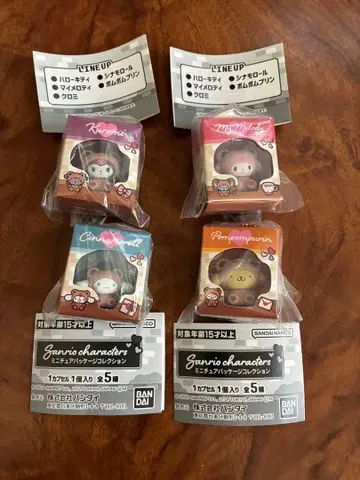 LINEUP
●ハローキティ ●シナモロール
●マイメロディ ●ポムポムプリン
●クロミ
LINEUP
●ハローキティ ●シナモロール
●マイメロディ ●ポムポムプリン
●クロミ
Kuromi
My Melody
Cinnamoroll
Pompompurin
対象年齢15才以上
BANDAI NAMCO
Sanrio characters
ミニチュアパッケージコレクション
1カプセル1個入り 全5種
株式会社バンダイ
BANDAI
対象年齢15才以上
BANDAI NAMCO
Sanrio characters
ミニチュアパッケージコレクション
1カプセル1個入り 全5種
株式会社バンダイ
BANDAI